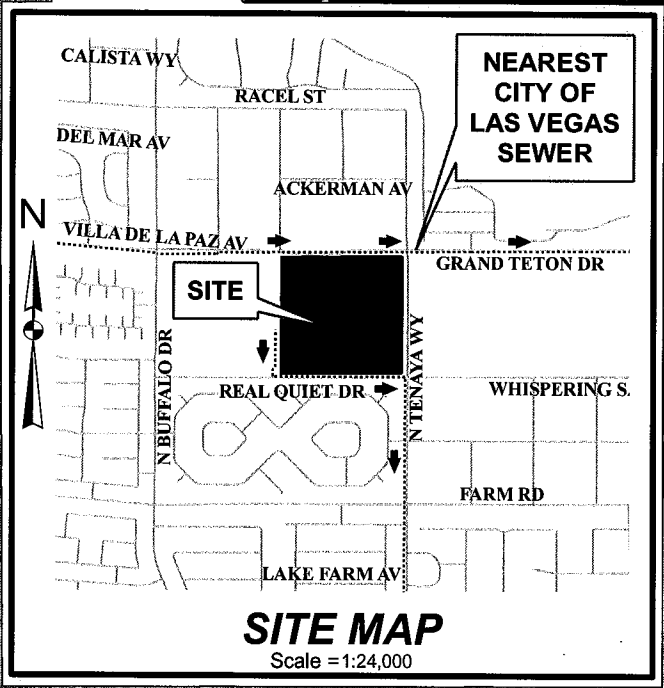 CALISTA WY
NEAREST
CITY OF
LAS VEGAS
SEWER
RACEL ST
DEL MAR AV
ACKERMAN AV
N
VILLA DE LA PAZ AV
GRAND TETON DR
SITE
N BUFFALO DR
N TENAYA WY
REAL QUIET DR
WHISPERING S.
FARM RD
LAKE FARM AV
SITE MAP
Scale = 1:24,000